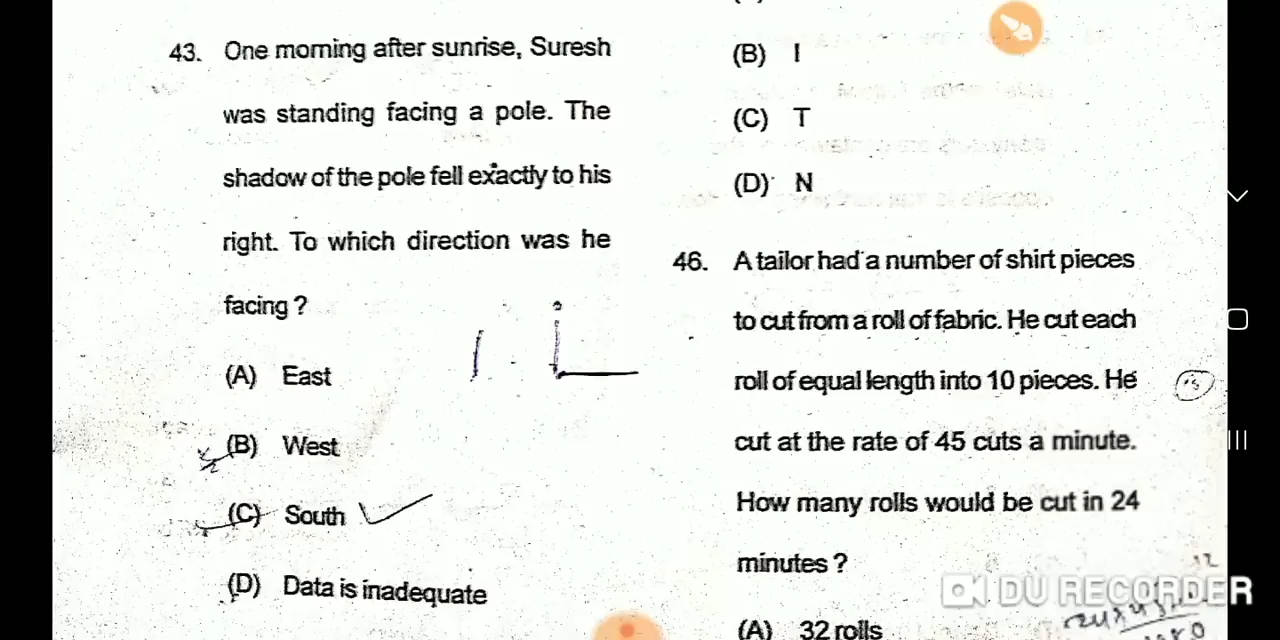 43. One morning after sunrise, Suresh
was standing facing a pole. The
shadow of the pole fell exactly to his
right. To which direction was he
facing ?
(A) East
(B) West
(C) South
(D) Data is inadequate
(B) I
(C) T
(D) N
46. A tailor had a number of shirt pieces
to cut from a roll of fabric. He cut each
roll of equal length into 10 pieces. He
cut at the rate of 45 cuts a minute.
How many rolls would be cut in 24
minutes ?
(A) 32 rolls
DU RECORDER